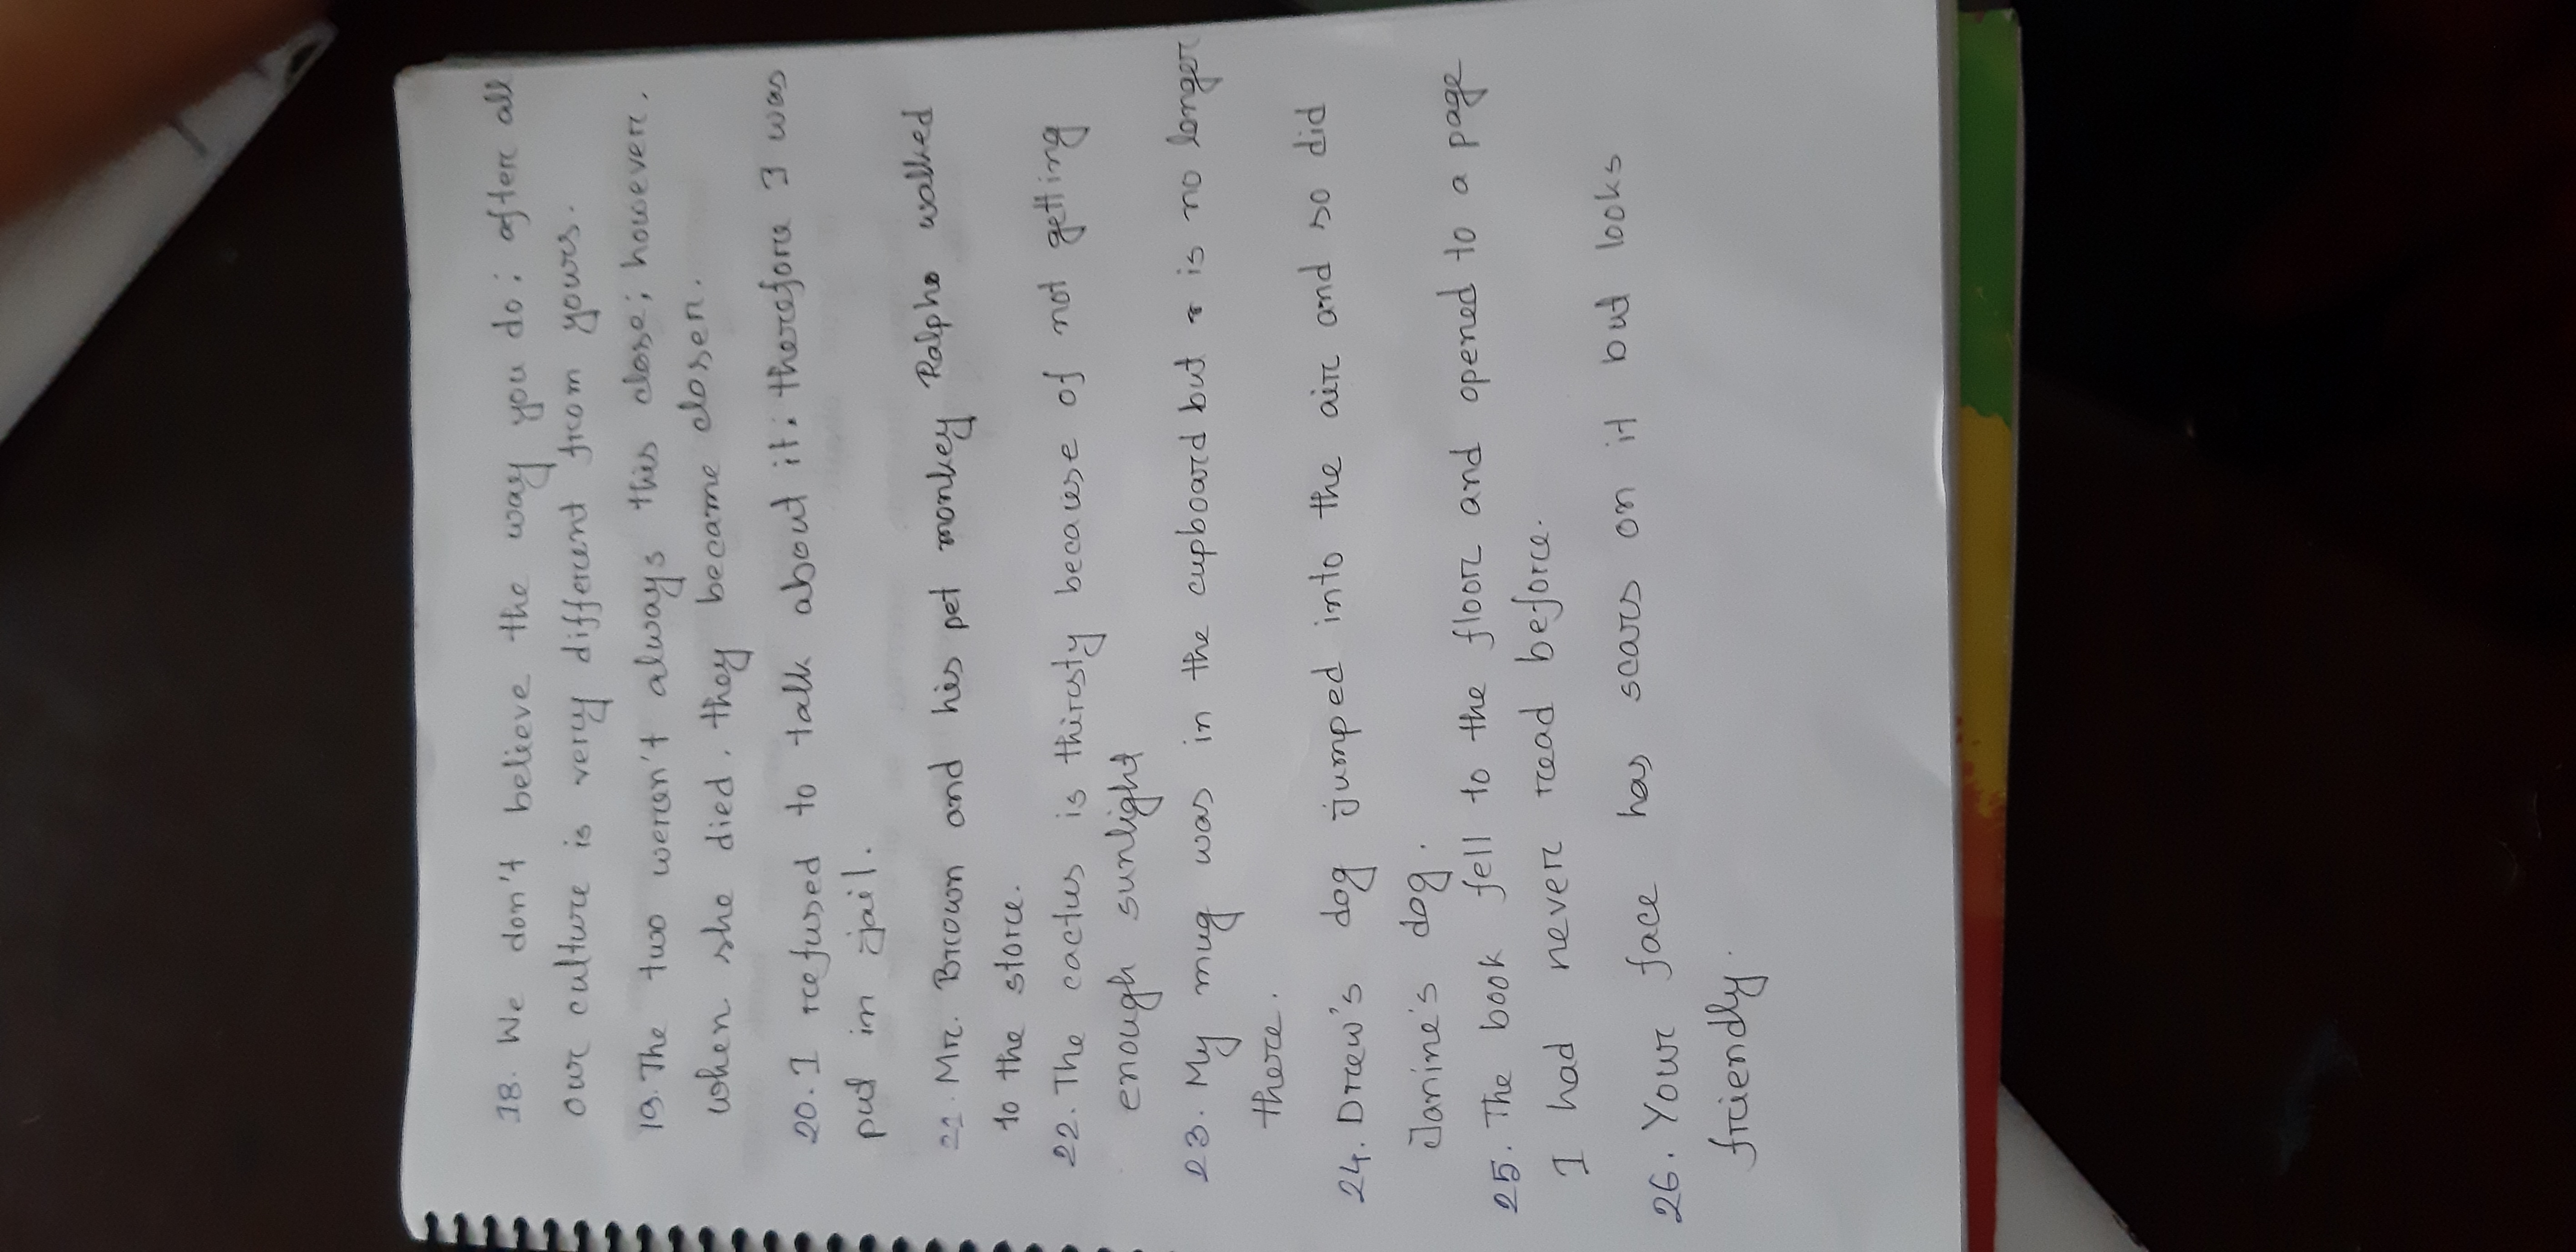 18. We don't believe the way you do; after all
our culture is very different from yours.
19. The two weren't always this close; however,
when she died, they became closer.
20. I refused to talk about it; therefore I was
put in jail.
21. Mr. Brown and his pet monkey Ralpho walked
to the store.
22. The cactus is thirsty because of not getting
enough sunlight
23. My mug was in the cupboard but is no longer
there.
24. Drew's dog jumped into the air and so did
Janine's dog.
25. The book fell to the floor and opened to a page
I had never read before.
26. Your face has scars on it but looks
friendly.